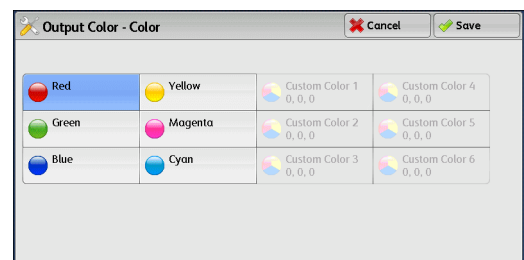 Output Color - Color
Cancel
Save
Red
Yellow
Custom Color 1
0, 0, 0
Custom Color 4
0, 0, 0
Green
Magenta
Custom Color 2
0, 0, 0
Custom Color 5
0, 0, 0
Blue
Cyan
Custom Color 3
0, 0, 0
Custom Color 6
0, 0, 0